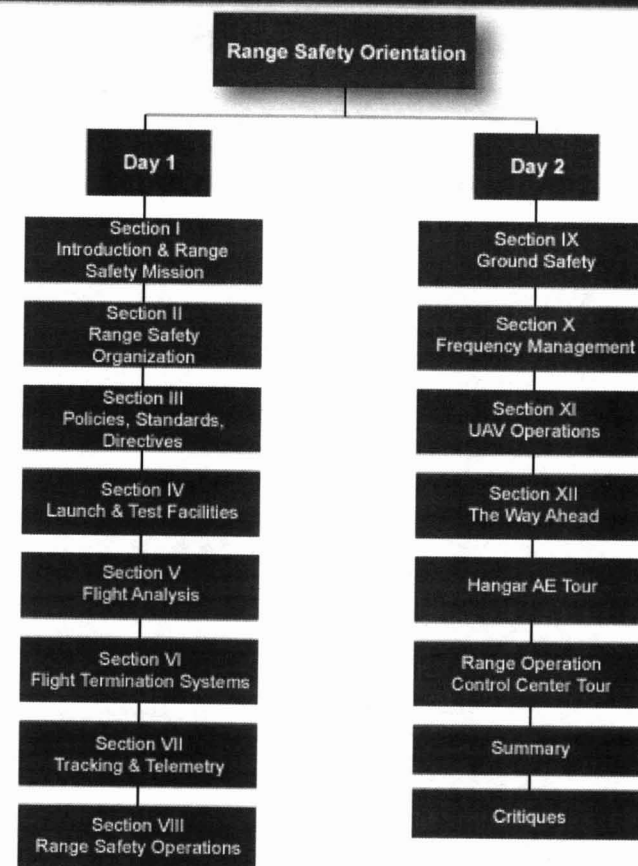 Range Safety Orientation
Day 1
Section I
Introduction & Range
Safety Mission
Section II
Range Safety
Organization
Section III
Policies, Standards,
Directives
Section IV
Launch & Test Facilities
Section V
Flight Analysis
Section VI
Flight Termination Systems
Section VII
Tracking & Telemetry
Section VIII
Range Safety Operations
Day 2
Section IX
Ground Safety
Section X
Frequency Management
Section XI
UAV Operations
Section XII
The Way Ahead
Hangar AE Tour
Range Operation
Control Center Tour
Summary
Critiques